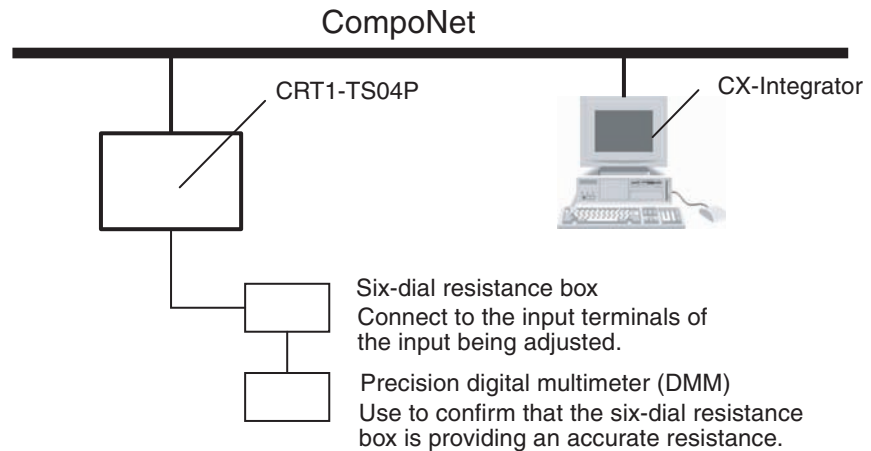 CompoNet
CRT1-TS04P
CX-Integrator
Six-dial resistance box
Connect to the input terminals of
the input being adjusted.
Precision digital multimeter (DMM)
Use to confirm that the six-dial resistance
box is providing an accurate resistance.